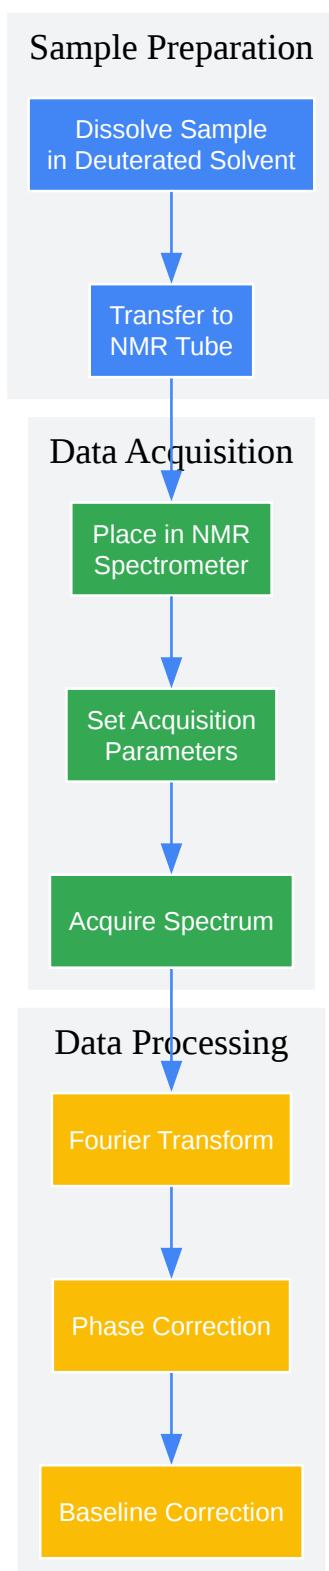 Sample Preparation
Dissolve Sample
in Deuterated Solvent
Transfer to
NMR Tube
Data Acquisition
Place in NMR
Spectrometer
Set Acquisition
Parameters
Acquire Spectrum
Data Processing
Fourier Transform
Phase Correction
Baseline Correction